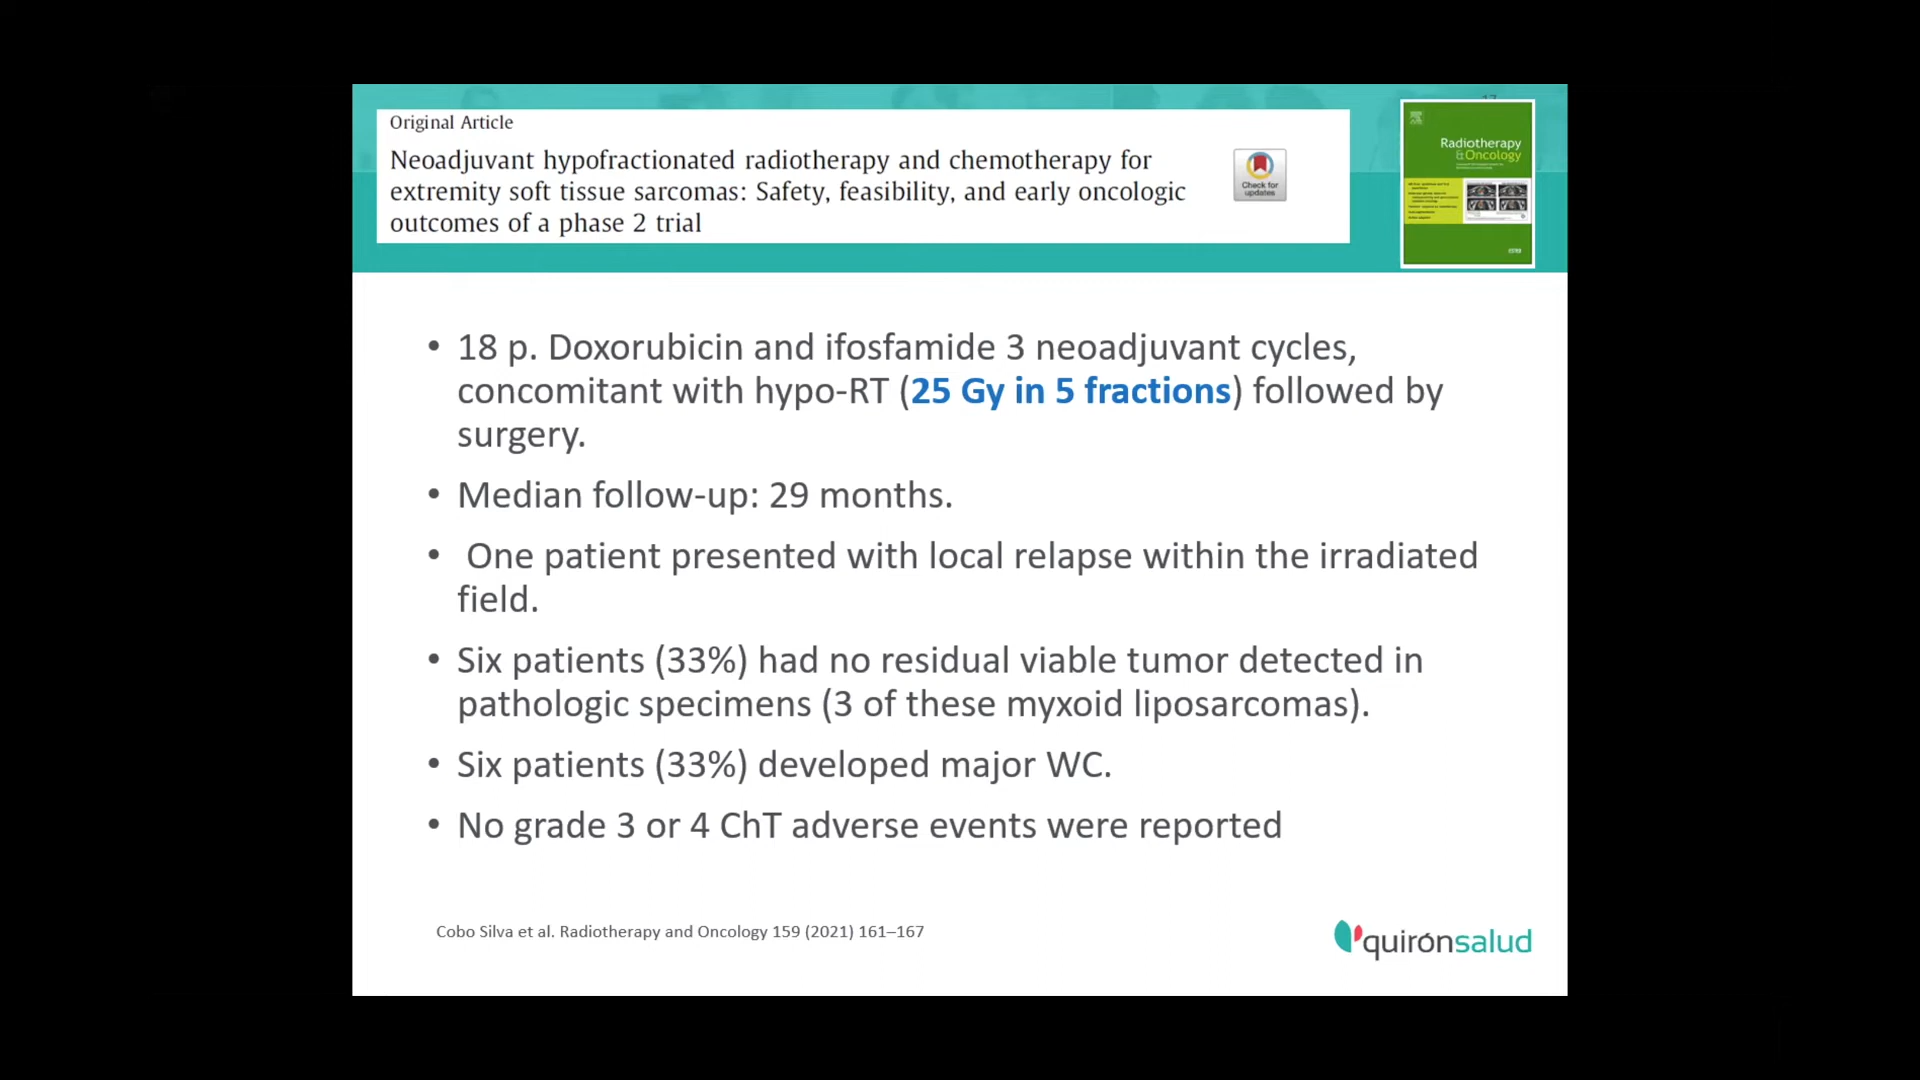 Original Article
Neoadjuvant hypofractionated radiotherapy and chemotherapy for
extremity soft tissue sarcomas: Safety, feasibility, and early oncologic
outcomes of a phase 2 trial
Check for
updates
17
Radiotherapy
&Oncology
• 18 p. Doxorubicin and ifosfamide 3 neoadjuvant cycles,
concomitant with hypo-RT (25 Gy in 5 fractions) followed by
surgery.
• Median follow-up: 29 months.
• One patient presented with local relapse within the irradiated
field.
• Six patients (33%) had no residual viable tumor detected in
pathologic specimens (3 of these myxoid liposarcomas).
• Six patients (33%) developed major WC.
• No grade 3 or 4 ChT adverse events were reported
Cobo Silva et al. Radiotherapy and Oncology 159 (2021) 161–167
quirónsalud